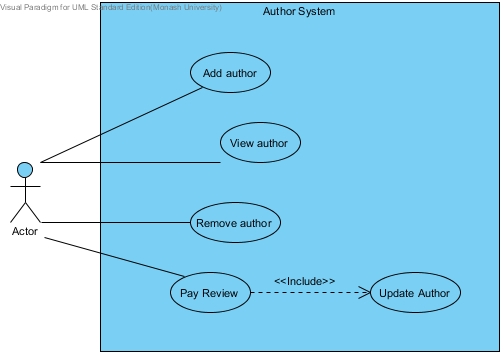 Visual Paradigm for UML Standard Edition(Monash University)
Author System
Add author
View author
Remove author
Actor
<<Include>>
Pay Review
Update Author